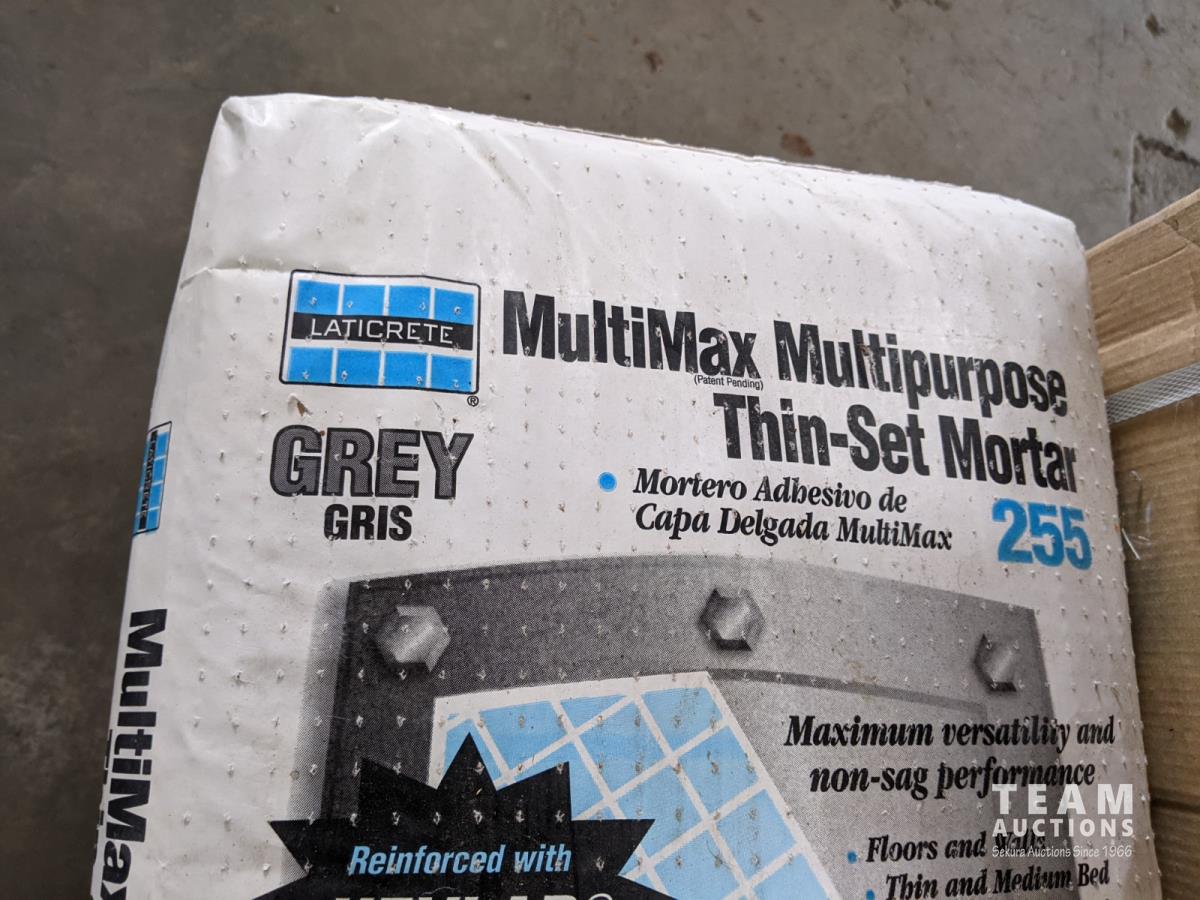 LATICRETE
®
MultiMax Multipurpose
(Patent Pending)
Thin-Set Mortar
GREY
GRIS
• Mortero Adhesivo de
Capa Delgada MultiMax
255
MultiMax
Maximum versatility and
non-sag performance
• Floors and Walls
• Thin and Medium Bed
Reinforced with
TEAM
AUCTIONS
Sekura Auctions Since 1966